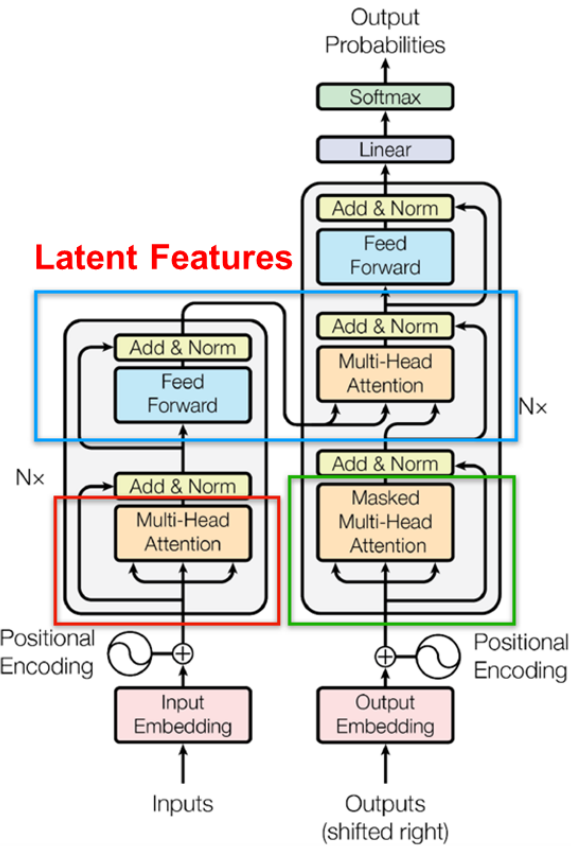 Output
Probabilities
Softmax
Linear
Add & Norm
Feed
Forward
Latent Features
Add & Norm
Multi-Head
Attention
Add & Norm
Feed
Forward
N×
N×
Add & Norm
Masked
Multi-Head
Attention
Add & Norm
Multi-Head
Attention
Positional
Encoding
Positional
Encoding
Input
Embedding
Output
Embedding
Inputs
Outputs
(shifted right)